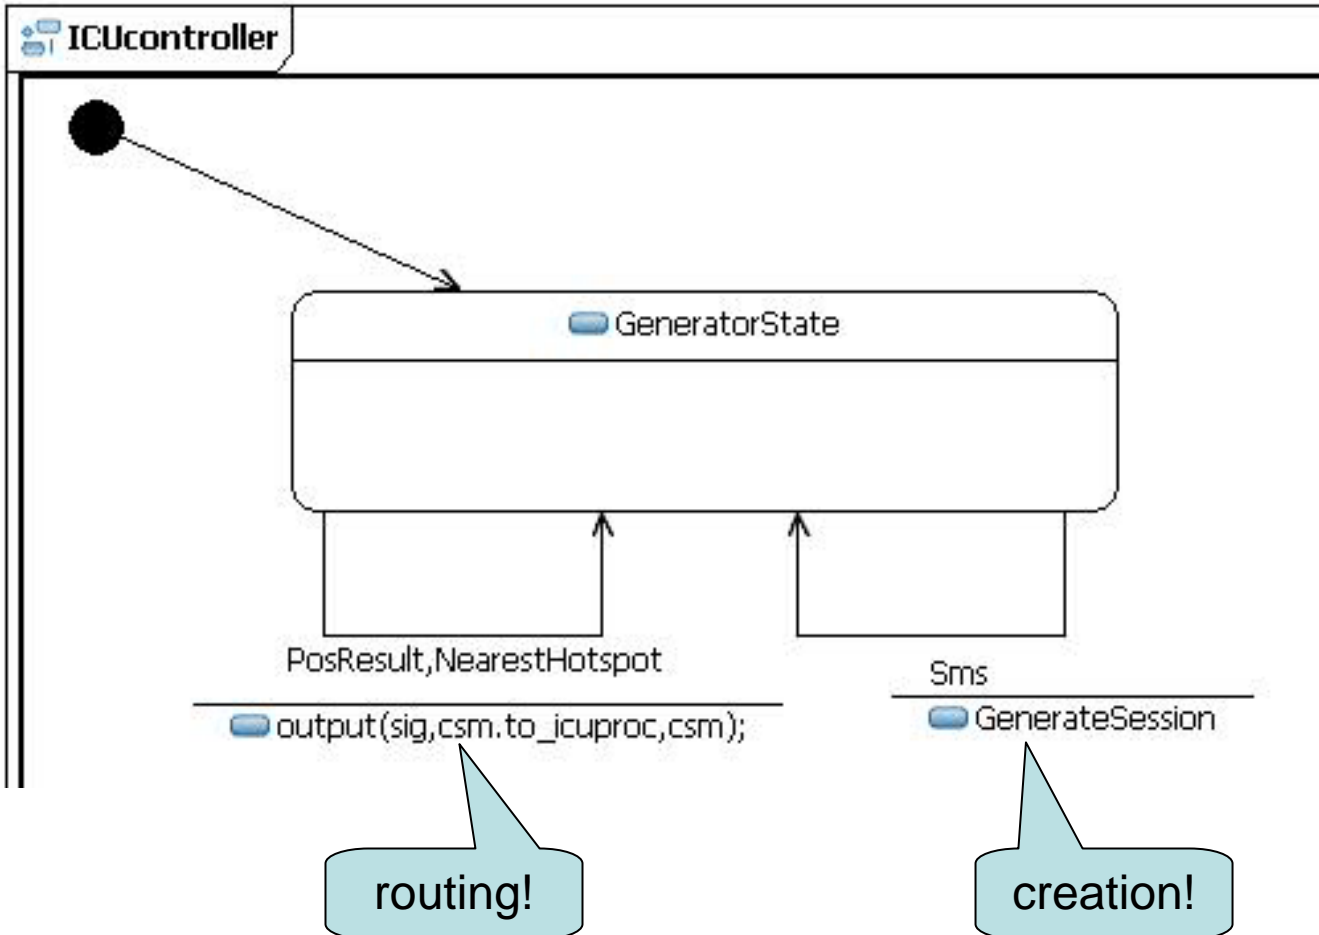 ICUcontroller
GeneratorState
PosResult,NearestHotspot
output(sig,csm.to_icuproc,csm);
Sms
GenerateSession
routing!
creation!